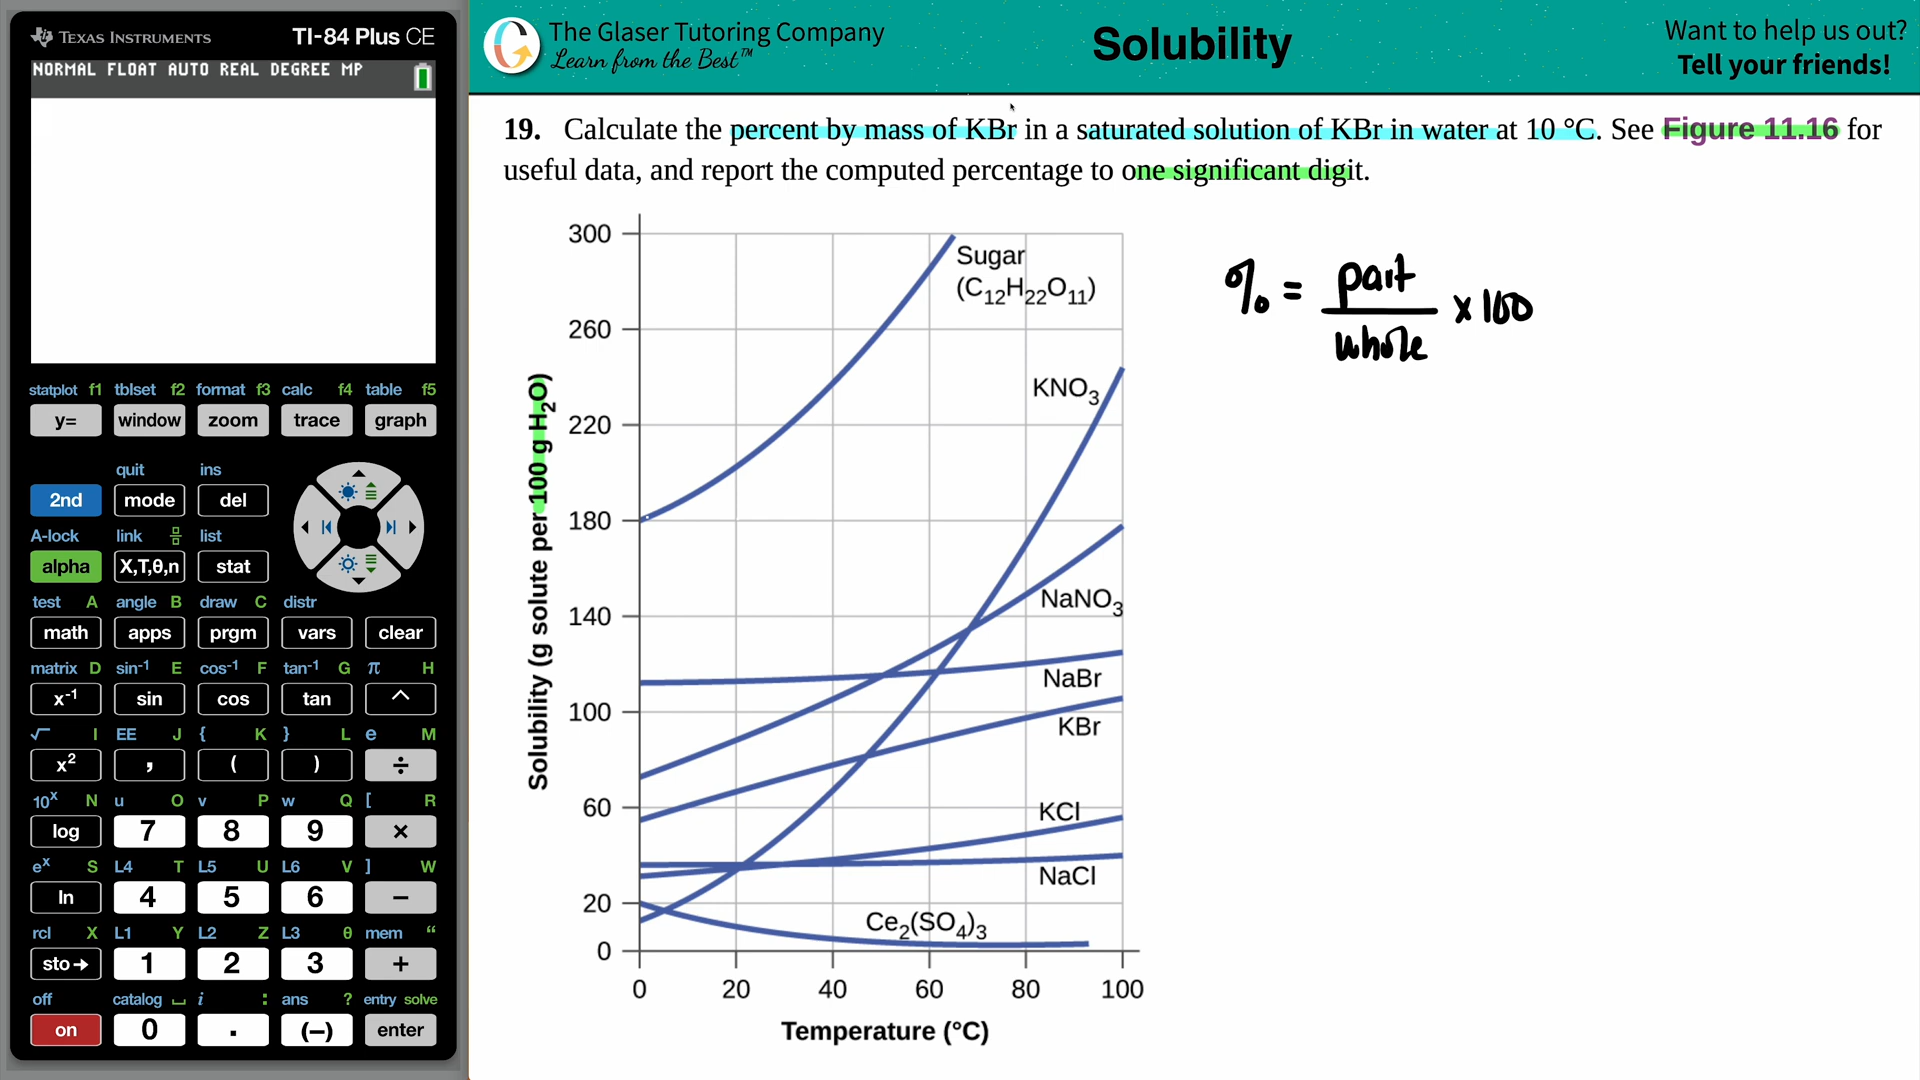 TEXAS INSTRUMENTS TI-84 Plus CE
NORMAL FLOAT AUTO REAL DEGREE MP
statplot f1 tblset f2 format f3 calc f4 table f5
y= window zoom trace graph
quit ins
2nd mode del
A-lock link list
alpha X,T,θ,n stat
test A angle B draw C distr
math apps prgm vars clear
matrix D sin⁻¹ E cos⁻¹ F tan⁻¹ G π H
x⁻¹ sin cos tan ^
√ I EE J { K } L e M
x² , ( ) ÷
10ˣ N u O v P w Q [ R
log 7 8 9 ×
eˣ S L4 T L5 U L6 V ] W
ln 4 5 6 −
rcl X L1 Y L2 Z L3 θ mem “
sto→ 1 2 3 +
off catalog ⎵ i : ans ? entry solve
on 0 . (−) enter
The Glaser Tutoring Company
Learn from the Best™
Solubility
Want to help us out?
Tell your friends!
19. Calculate the percent by mass of KBr in a saturated solution of KBr in water at 10 °C. See Figure 11.16 for
useful data, and report the computed percentage to one significant digit.
Solubility (g solute per 100 g H₂O)
300
260
220
180
140
100
60
20
0
Sugar
(C₁₂H₂₂O₁₁)
KNO₃
NaNO₃
NaBr
KBr
KCl
NaCl
Ce₂(SO₄)₃
0 20 40 60 80 100
Temperature (°C)
% = part
whole
x 100